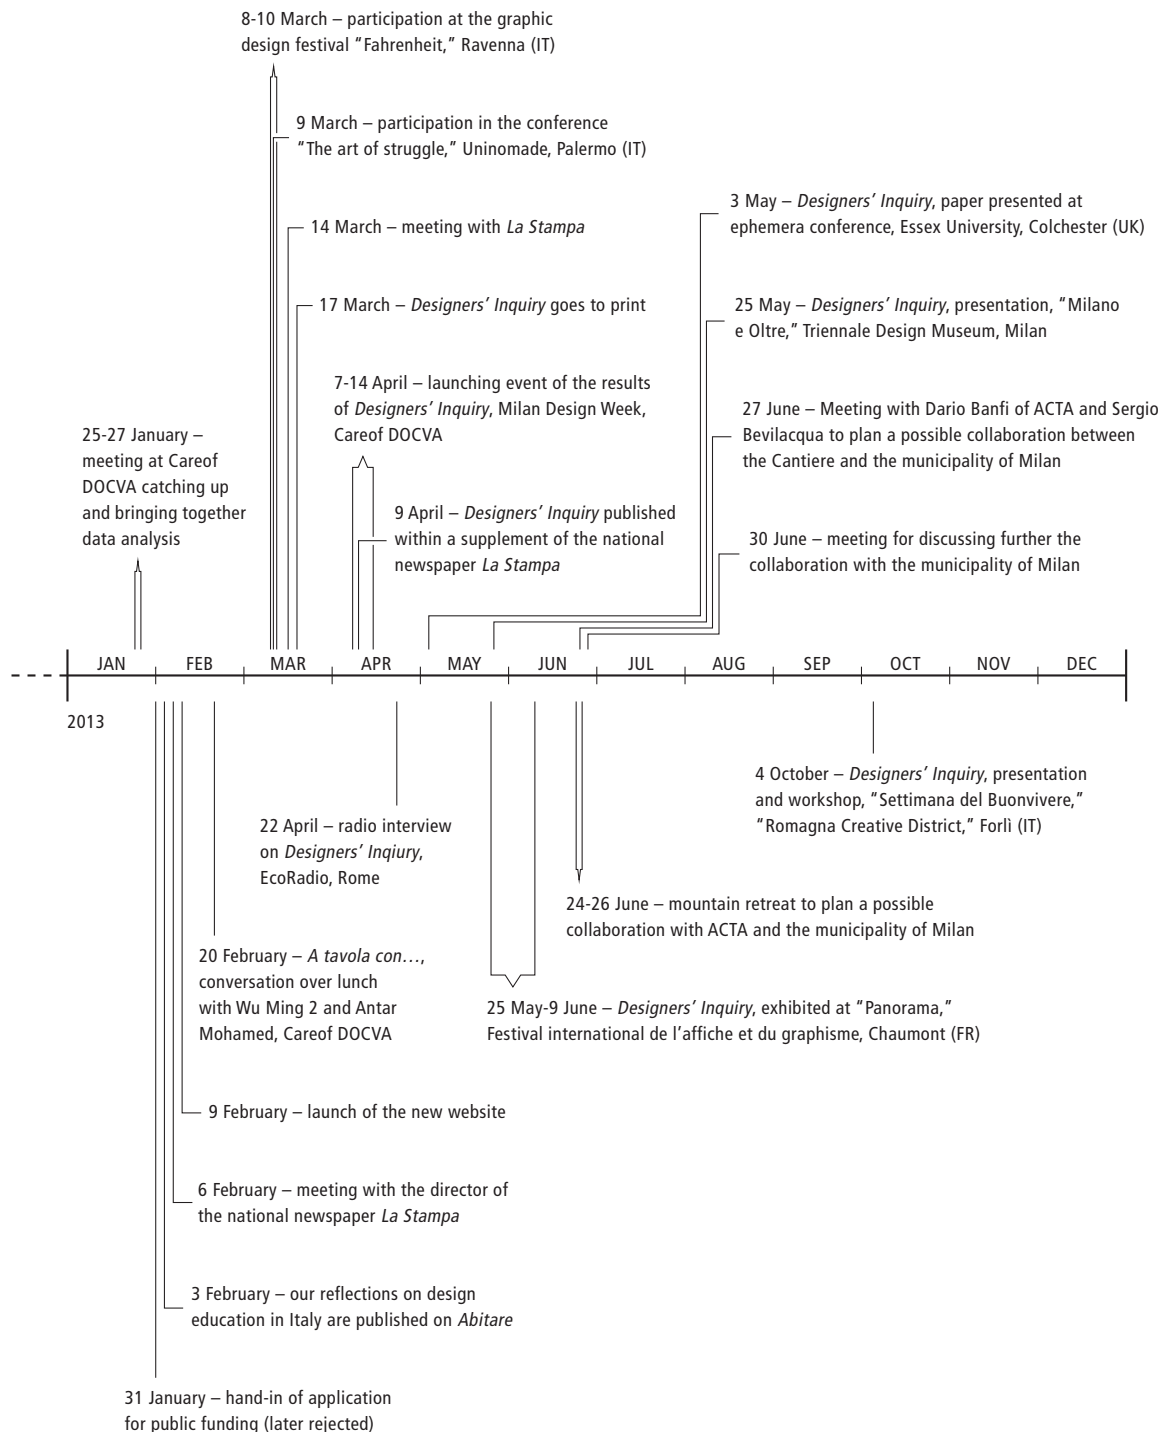 8-10 March – participation at the graphic
design festival “Fahrenheit,” Ravenna (IT)
9 March – participation in the conference
“The art of struggle,” Uninomade, Palermo (IT)
14 March – meeting with La Stampa
17 March – Designers’ Inquiry goes to print
7-14 April – launching event of the results
of Designers’ Inquiry, Milan Design Week,
Careof DOCVA
9 April – Designers’ Inquiry published
within a supplement of the national
newspaper La Stampa
25-27 January –
meeting at Careof
DOCVA catching up
and bringing together
data analysis
3 May – Designers’ Inquiry, paper presented at
ephemera conference, Essex University, Colchester (UK)
25 May – Designers’ Inquiry, presentation, “Milano
e Oltre,” Triennale Design Museum, Milan
27 June – Meeting with Dario Banfi of ACTA and Sergio
Bevilacqua to plan a possible collaboration between
the Cantiere and the municipality of Milan
30 June – meeting for discussing further the
collaboration with the municipality of Milan
JAN FEB MAR APR MAY JUN JUL AUG SEP OCT NOV DEC
2013
4 October – Designers’ Inquiry, presentation
and workshop, “Settimana del Buonvivere,”
“Romagna Creative District,” Forlì (IT)
22 April – radio interview
on Designers’ Inqiury,
EcoRadio, Rome
24-26 June – mountain retreat to plan a possible
collaboration with ACTA and the municipality of Milan
20 February – A tavola con…,
conversation over lunch
with Wu Ming 2 and Antar
Mohamed, Careof DOCVA
25 May-9 June – Designers’ Inquiry, exhibited at “Panorama,”
Festival international de l’affiche et du graphisme, Chaumont (FR)
9 February – launch of the new website
6 February – meeting with the director of
the national newspaper La Stampa
3 February – our reflections on design
education in Italy are published on Abitare
31 January – hand-in of application
for public funding (later rejected)